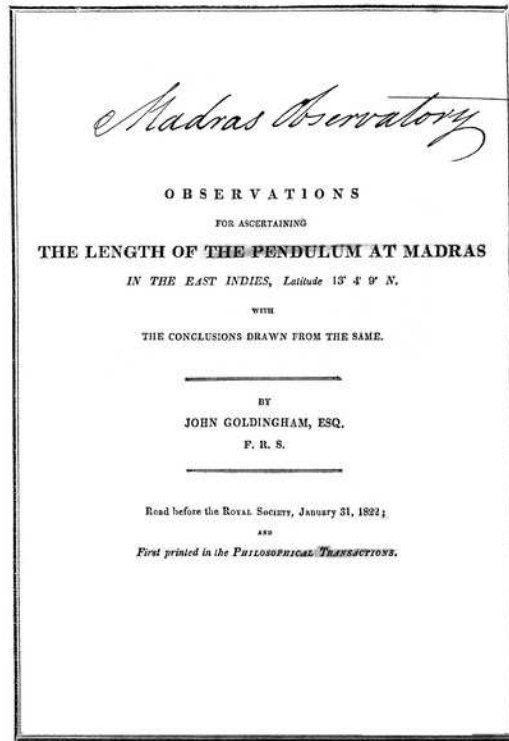 Madras Observatory
OBSERVATIONS
FOR ASCERTAINING
THE LENGTH OF THE PENDULUM AT MADRAS
IN THE EAST INDIES, Latitude 13° 4' 9" N.
WITH
THE CONCLUSIONS DRAWN FROM THE SAME.
BY
JOHN GOLDINGHAM, ESQ.
F. R. S.
Read before the ROYAL SOCIETY, January 31, 1822;
AND
First printed in the PHILOSOPHICAL TRANSACTIONS.